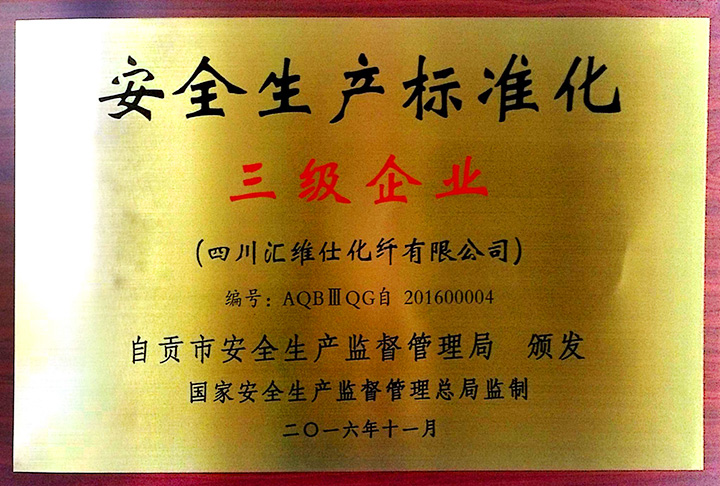 安全生产标准化
三级企业
(四川汇维仕化纤有限公司)
编号：AQBⅢQG自 201600004
自贡市安全生产监督管理局 颁发
国家安全生产监督管理总局监制
二〇一六年十一月